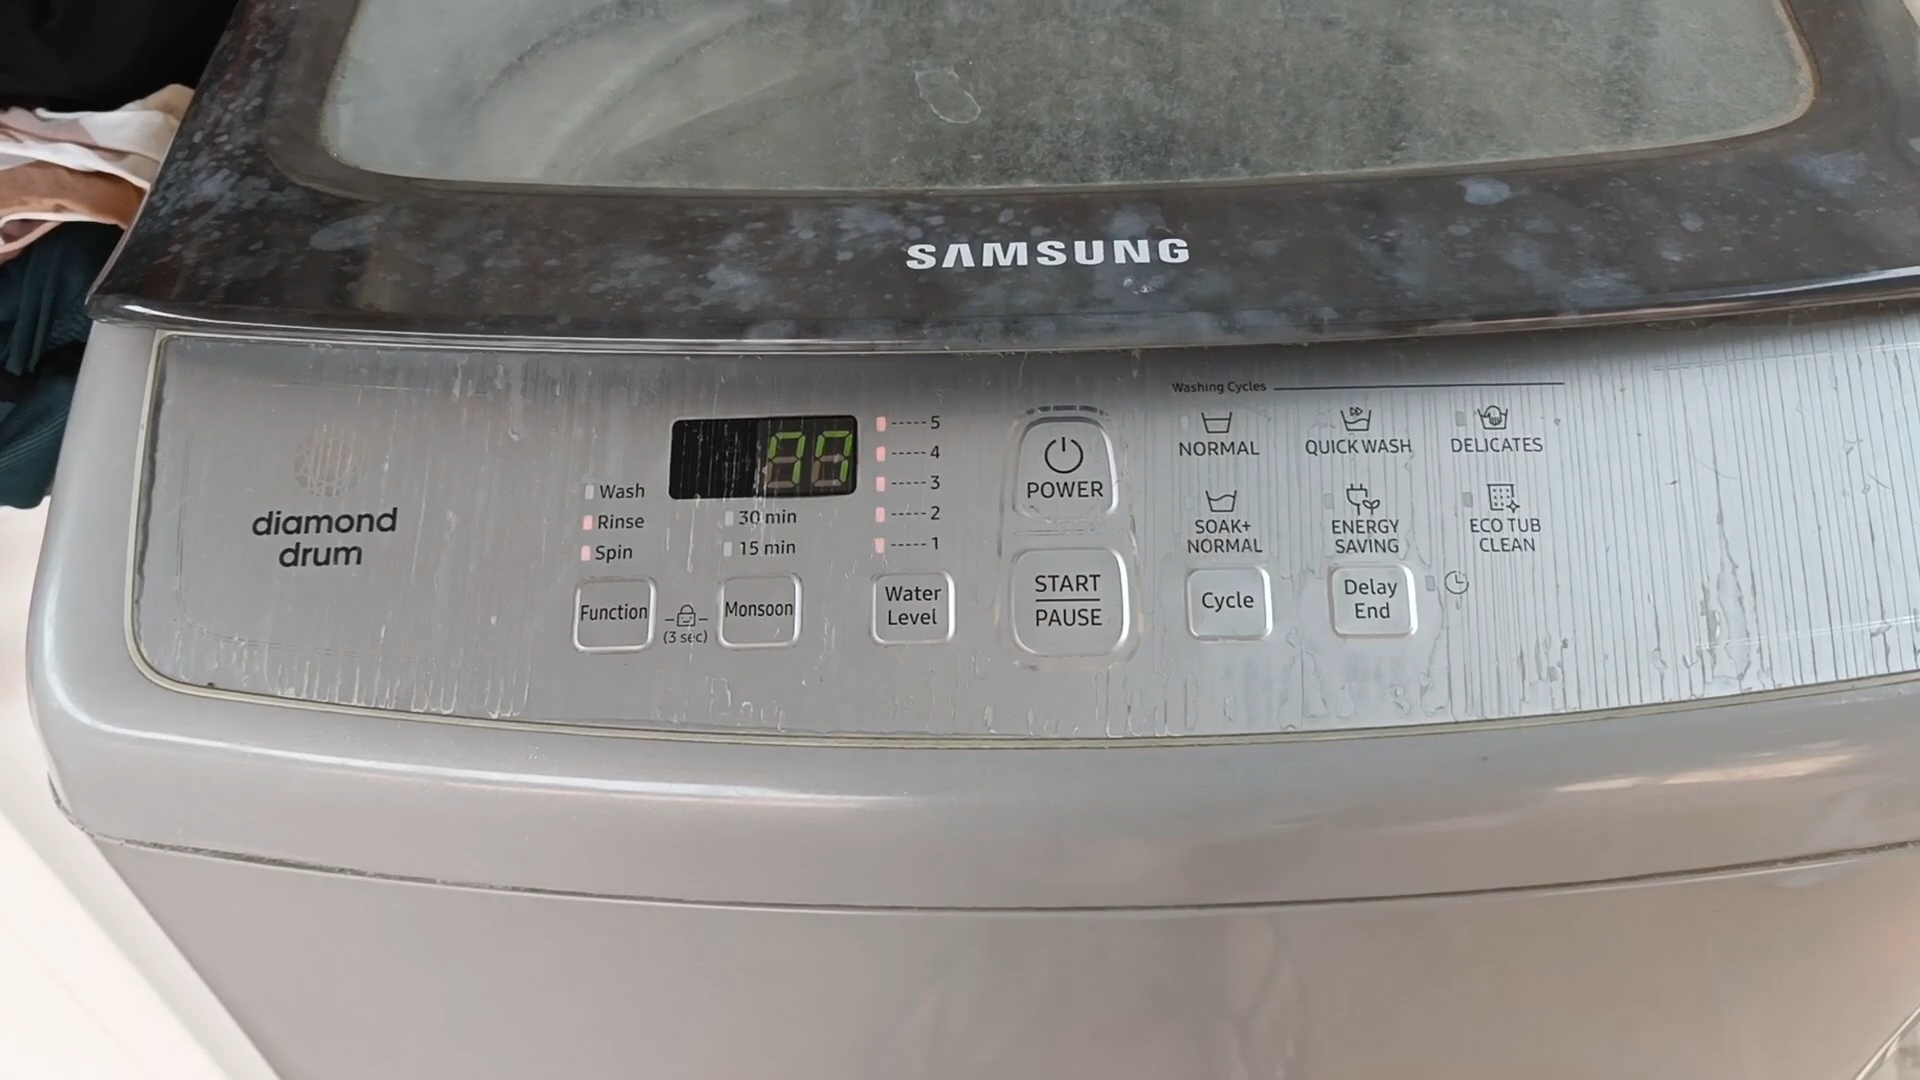 SAMSUNG
Washing Cycles
NORMAL
QUICK WASH
DELICATES
SOAK+
NORMAL
ENERGY
SAVING
ECO TUB
CLEAN
diamond
drum
Wash
Rinse
Spin
30 min
15 min
5
4
3
2
1
POWER
START
PAUSE
Function
(3 sec)
Monsoon
Water
Level
Cycle
Delay
End